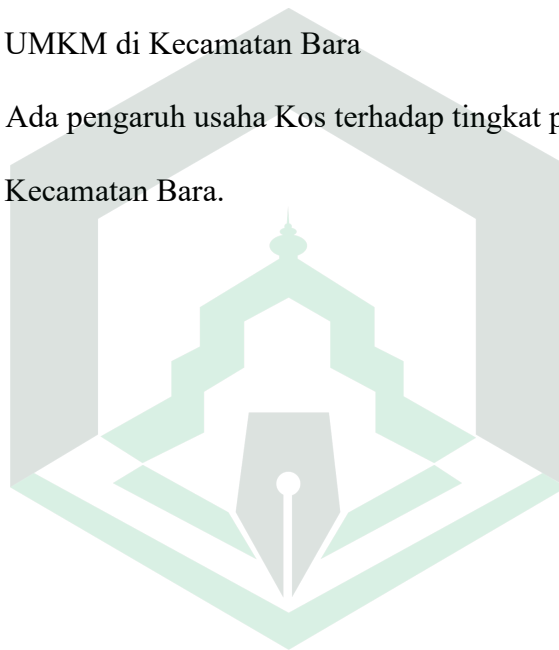 UMKM di Kecamatan Bara
Ada pengaruh usaha Kos terhadap tingkat
Kecamatan Bara.